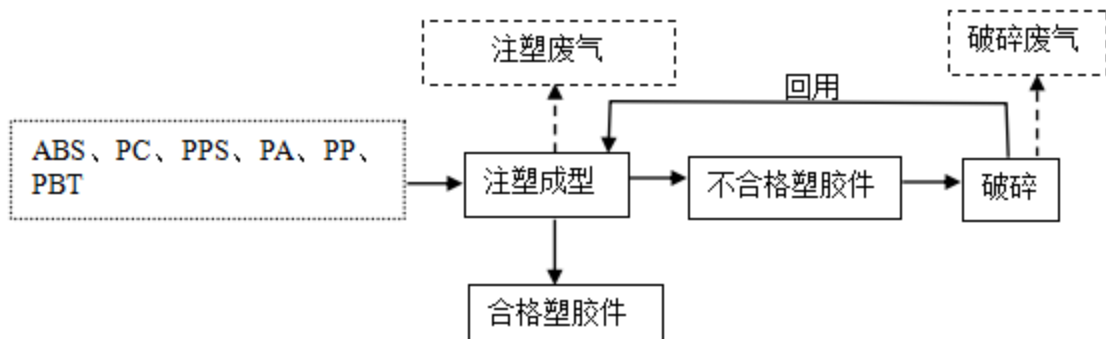 注塑废气
破碎废气
回用
ABS、PC、PPS、PA、PP、
PBT
注塑成型
不合格塑胶件
破碎
合格塑胶件